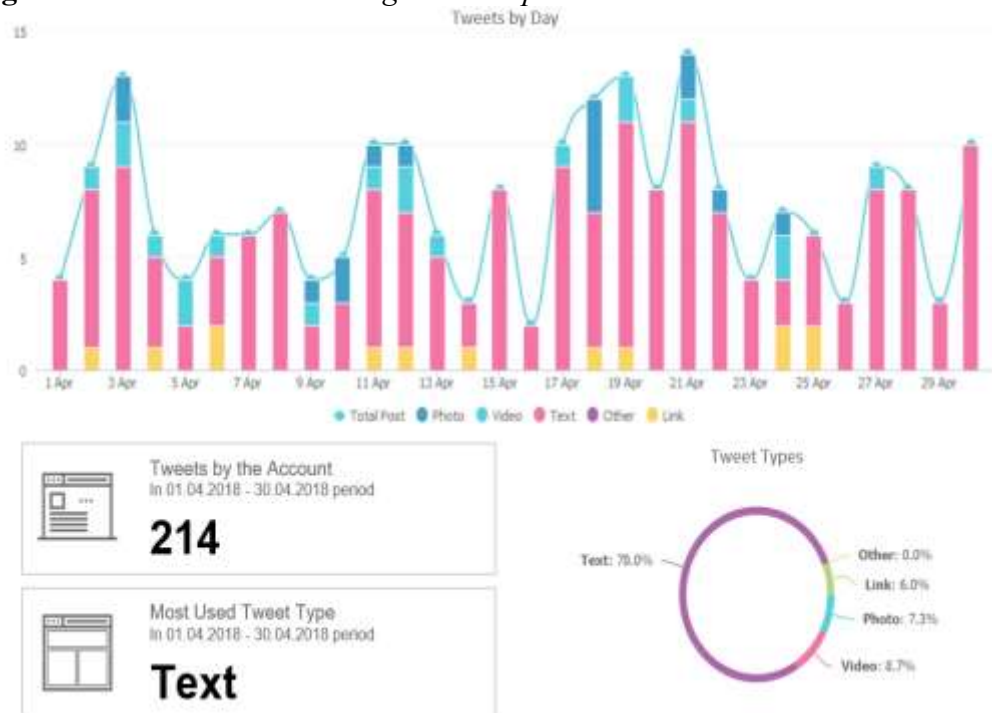 Tweets by Day
15
10
5
0
1 Apr 3 Apr 5 Apr 7 Apr 9 Apr 11 Apr 13 Apr 15 Apr 17 Apr 19 Apr 21 Apr 23 Apr 25 Apr 27 Apr 29 Apr
Total Post Photo Video Text Other Link
Tweets by the Account
In 01.04.2018 - 30.04.2018 period
214
Most Used Tweet Type
In 01.04.2018 - 30.04.2018 period
Text
Tweet Types
Text: 78.0%
Other: 0.0%
Link: 6.0%
Photo: 7.3%
Video: 8.7%